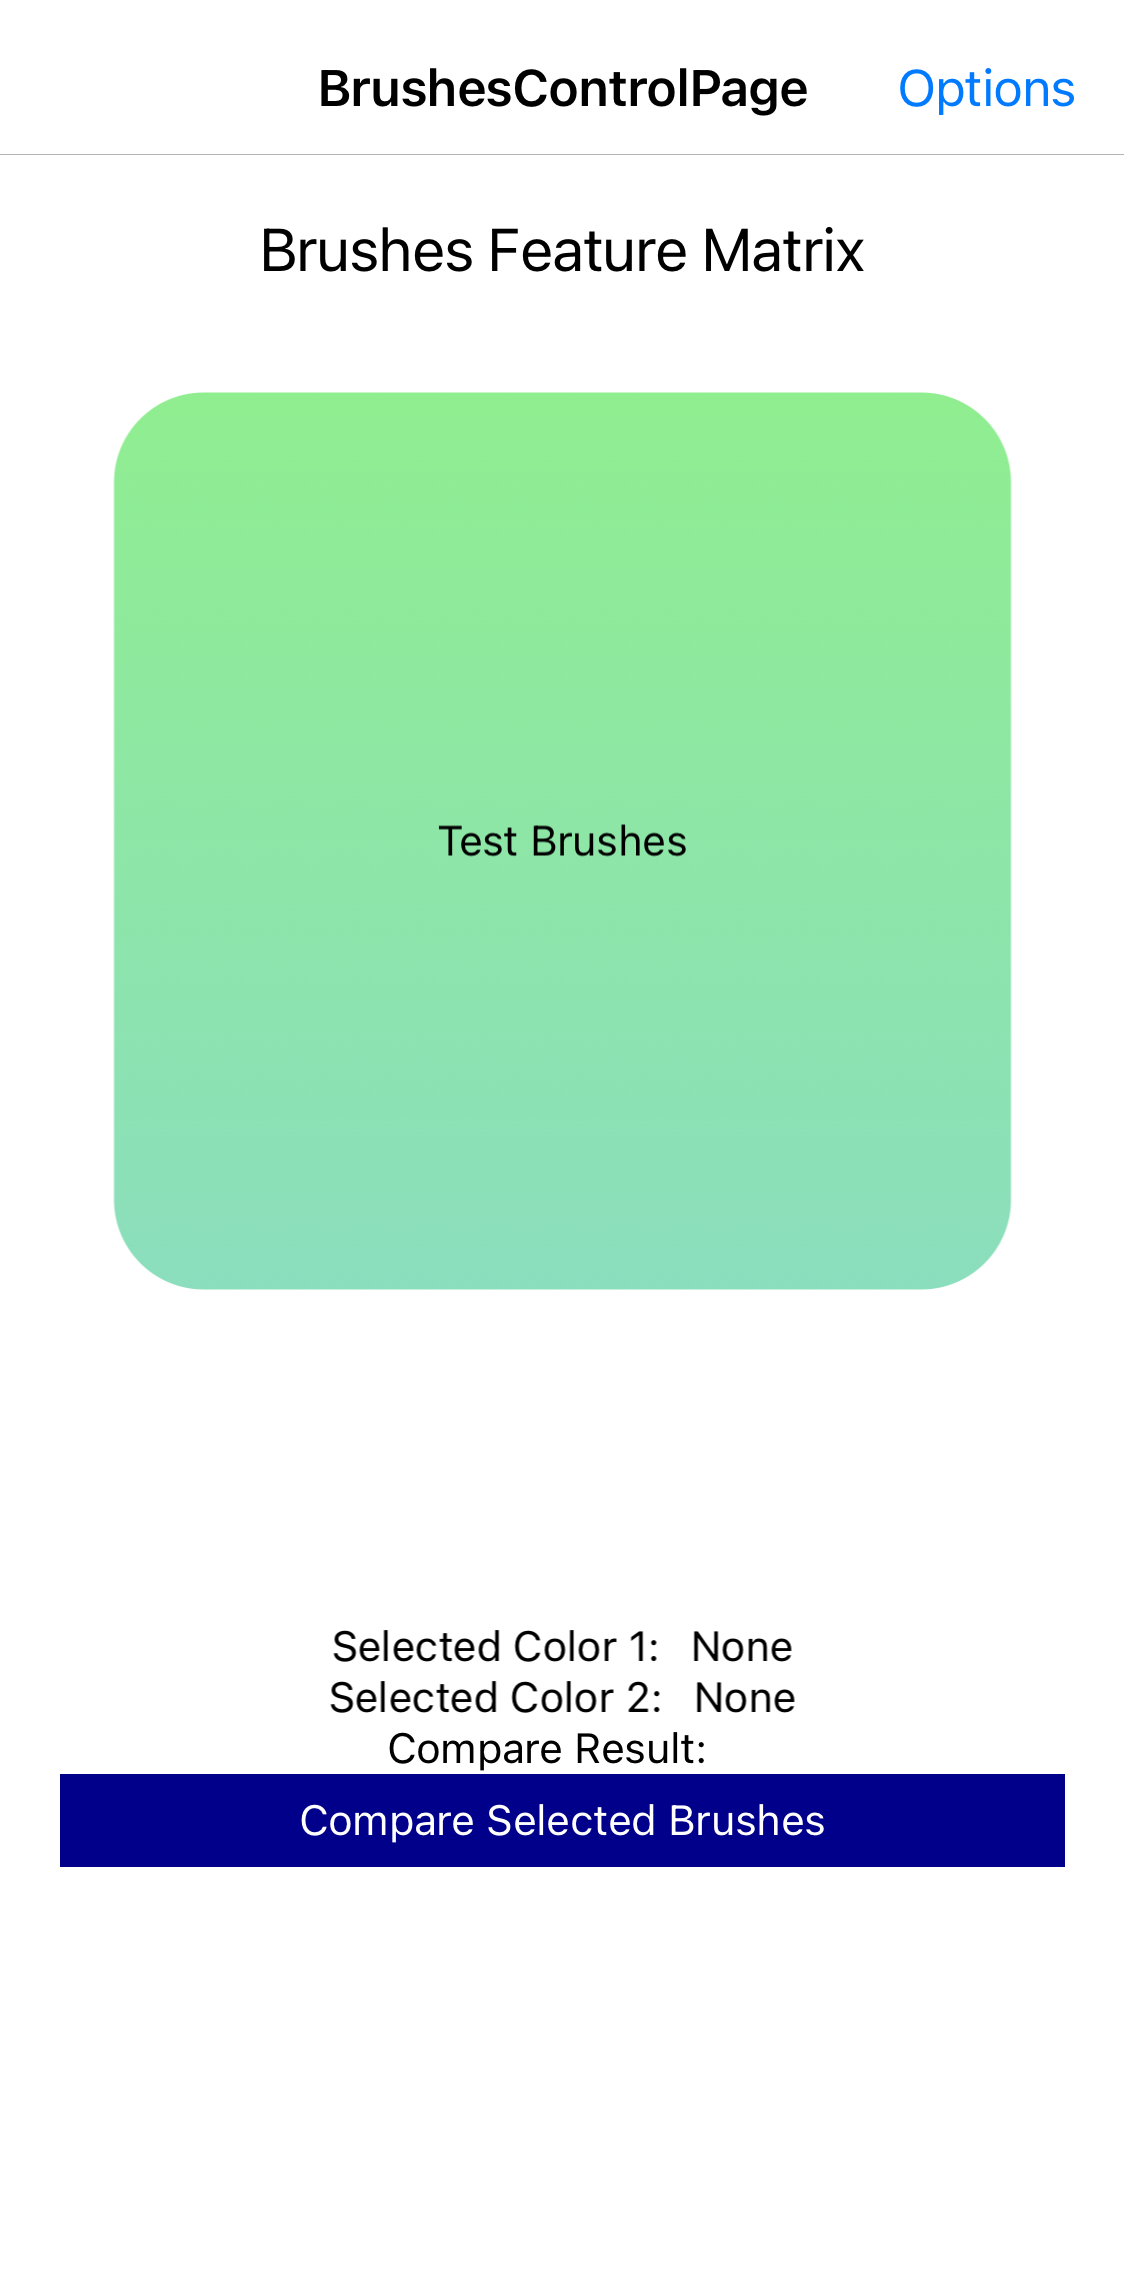 BrushesControlPage Options
Brushes Feature Matrix
Test Brushes
Selected Color 1: None
Selected Color 2: None
Compare Result:
Compare Selected Brushes